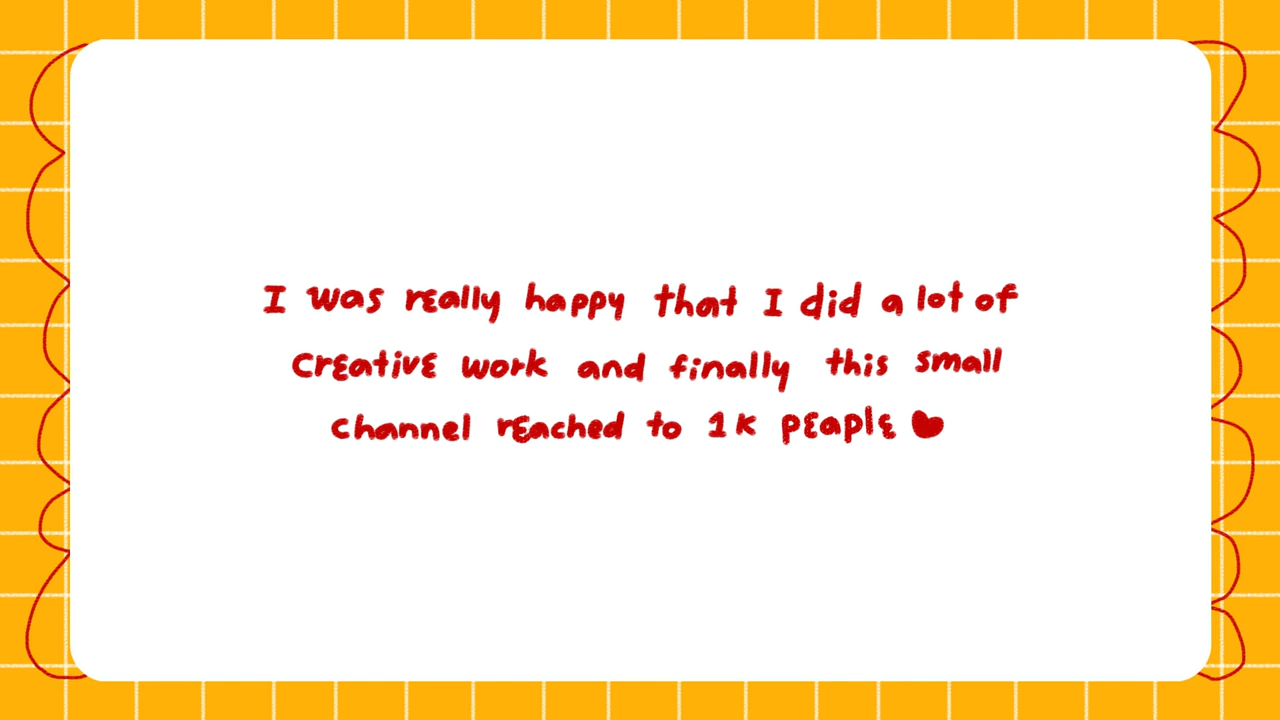 I was really happy that I did a lot of
creative work and finally this small
channel reached to 1k peaple